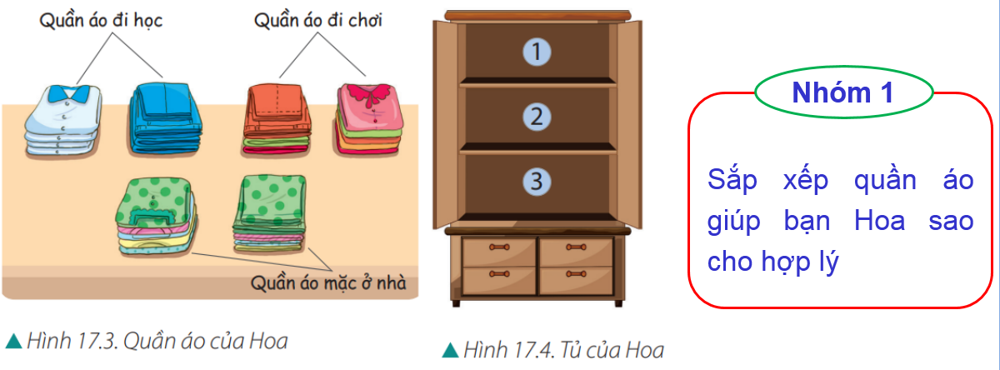 Quần áo đi học
Quần áo đi chơi
Quần áo mặc ở nhà
▲ Hình 17.3. Quần áo của Hoa
1
2
3
▲ Hình 17.4. Tủ của Hoa
Nhóm 1
Sắp xếp quần áo
giúp bạn Hoa sao
cho hợp lý